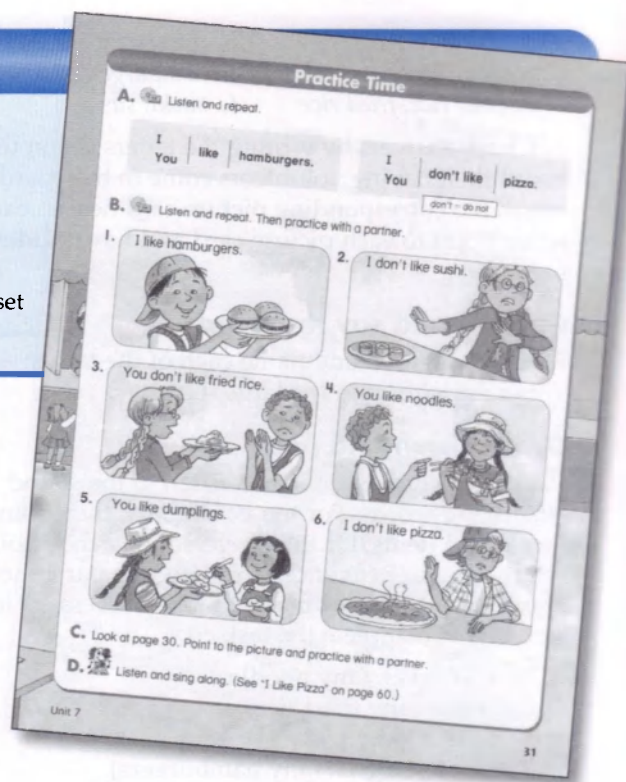 set
Practice Time
A. Listen and repeat.
I
You
like
hamburgers.
I
You
don't like
pizza.
don't = do not
B. Listen and repeat. Then practice with a partner.
1. I like hamburgers.
2. I don't like sushi.
3. You don't like fried rice.
4. You like noodles.
5. You like dumplings.
6. I don't like pizza.
C. Look at page 30. Point to the picture and practice with a partner.
D. Listen and sing along. (See "I Like Pizza" on page 60.)
Unit 7
31